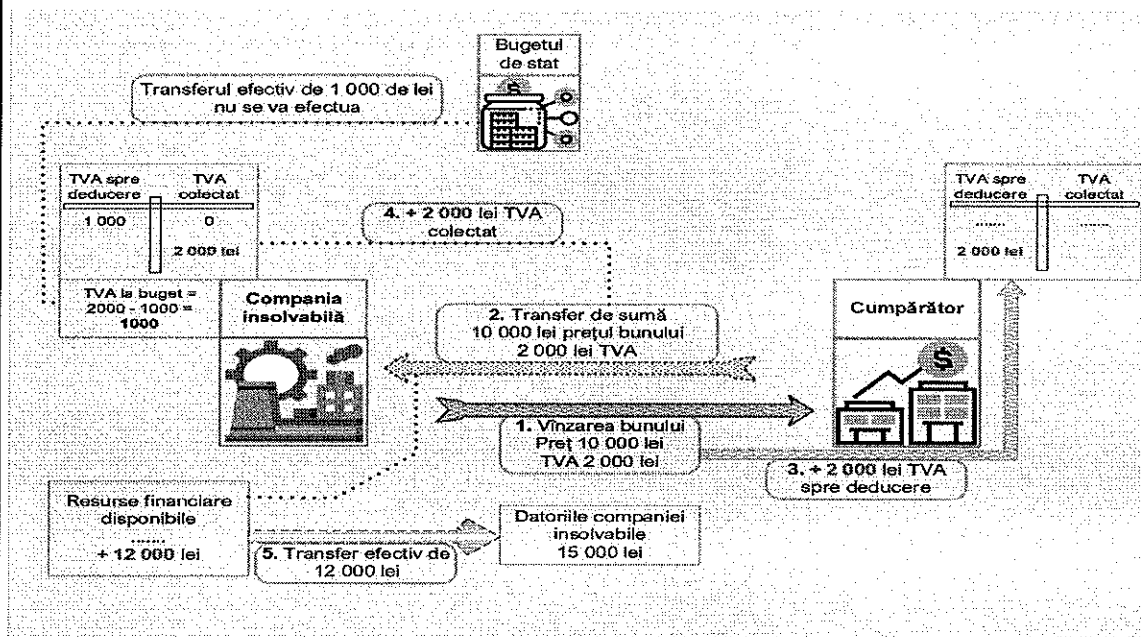 Bugetul
de stat
Transferul efectiv de 1 000 de lei
nu se va efectua
TVA spre
deducere
TVA
colectat
1 000
0
2 000 lei
TVA la buget =
2000 - 1000 =
1000
Compania
insolvabilă
4. + 2 000 lei TVA
colectat
2. Transfer de sumă
10 000 lei prețul bunului
2 000 lei TVA
1. Vînzarea bunului
Preț 10 000 lei
TVA 2 000 lei
TVA spre
deducere
TVA
colectat
......
......
2 000 lei
Cumpărător
$
3. + 2 000 lei TVA
spre deducere
Resurse financiare
disponibile
......
+ 12 000 lei
5. Transfer efectiv de
12 000 lei
Datoriile companiei
insolvabile
15 000 lei